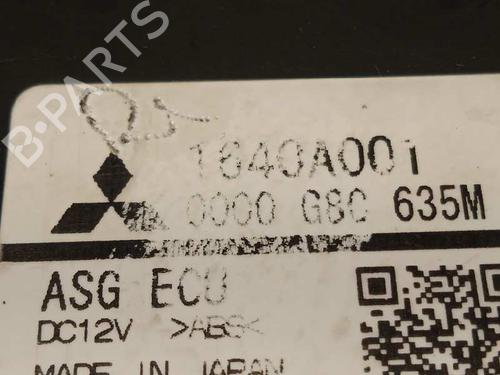 B-PARTS
1840A001
0000 G8C 635M
ASG ECU
DC12V >ABS<
MADE IN JAPAN